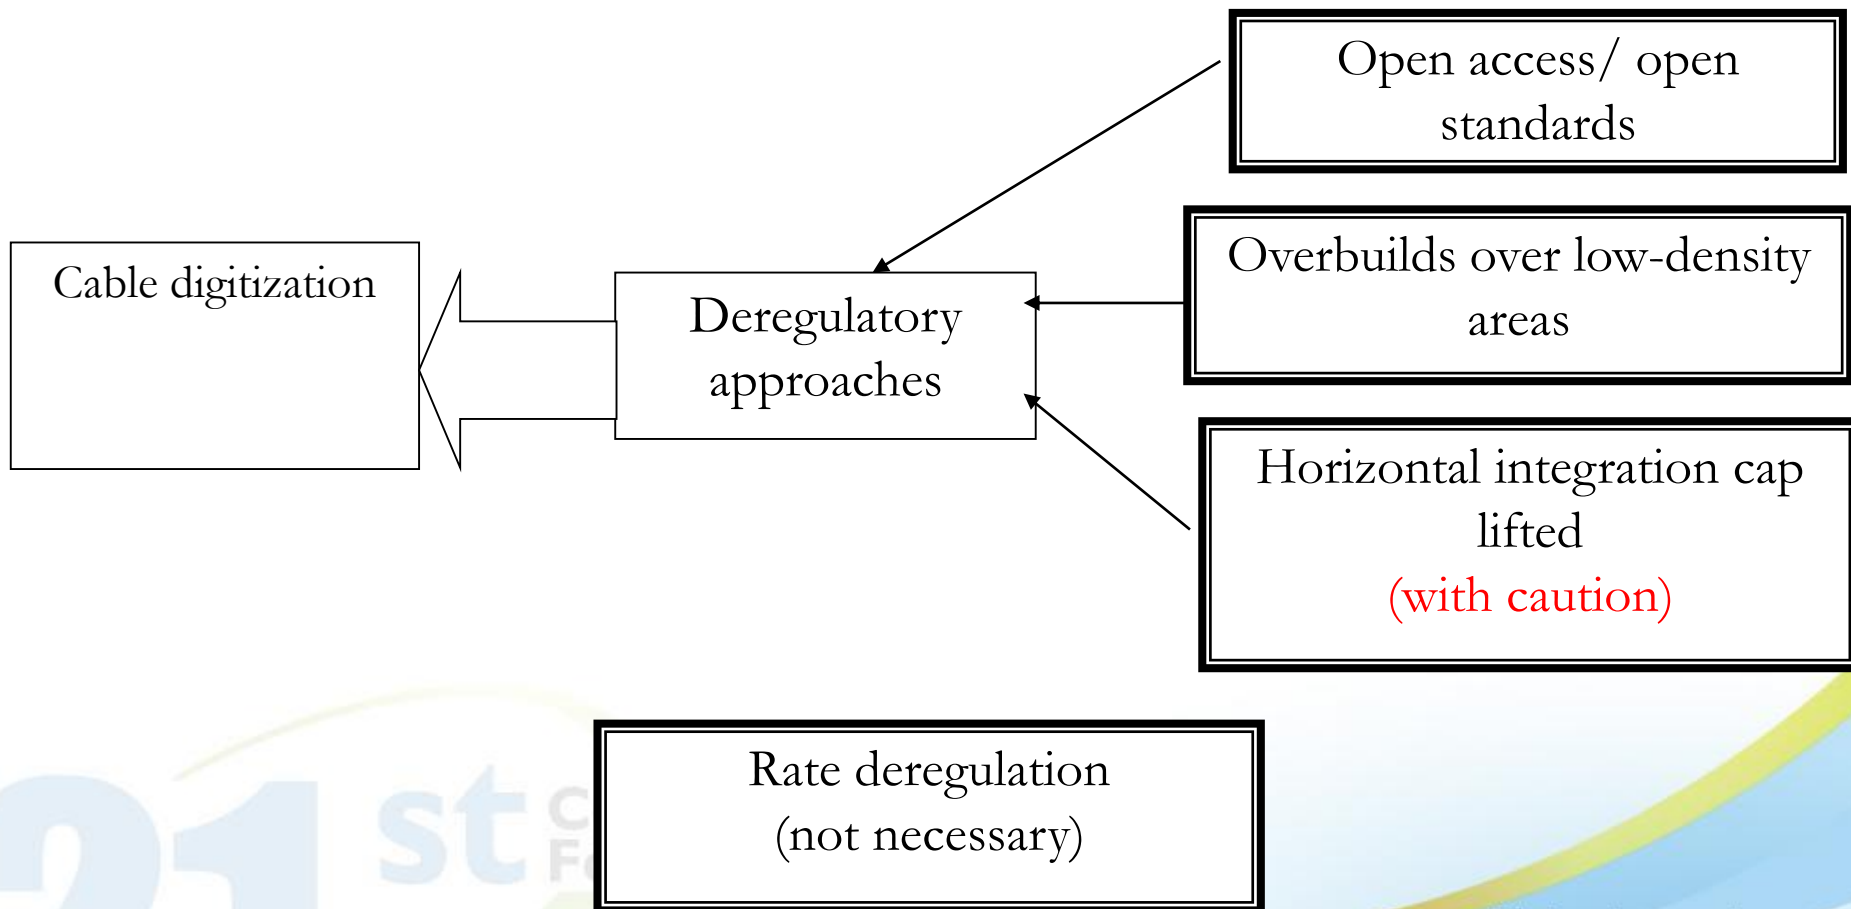 Open access/ open
standards
Cable digitization
Deregulatory
approaches
Overbuilds over low-density
areas
Horizontal integration cap
lifted
(with caution)
Rate deregulation
(not necessary)
21st